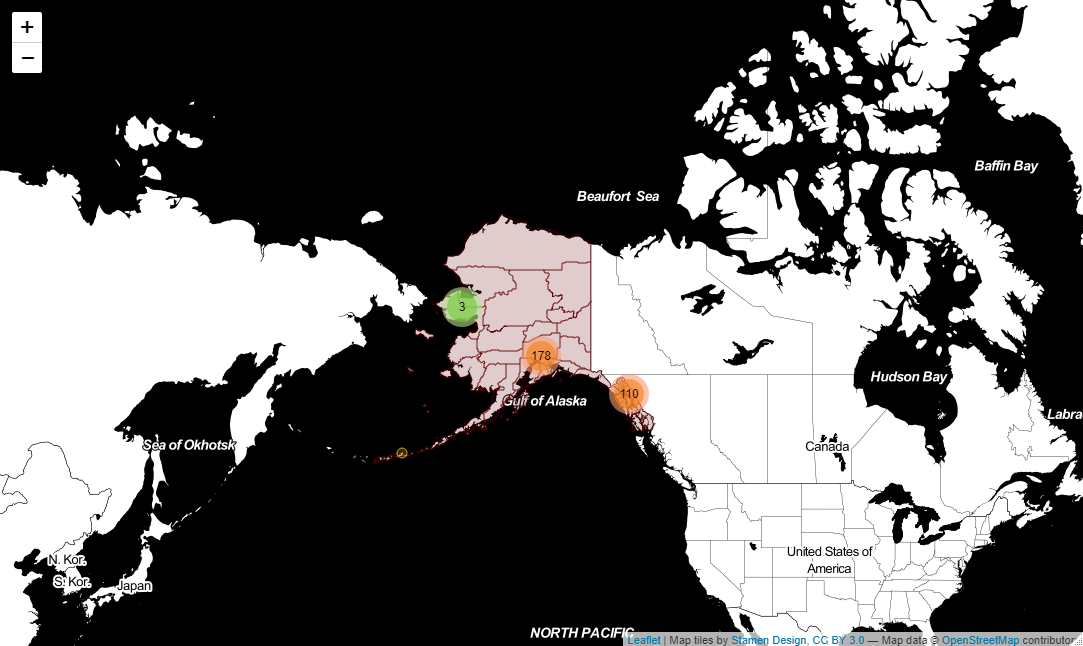 +
−
Baffin Bay
Beaufort Sea
3
178
110
Hudson Bay
Gulf of Alaska
Labra
Sea of Okhotsk
Canada
United States of
America
N. Kor.
S. Kor.
Japan
NORTH PACIFIC
Leaflet | Map tiles by Stamen Design, CC BY 3.0 — Map data © OpenStreetMap contributor